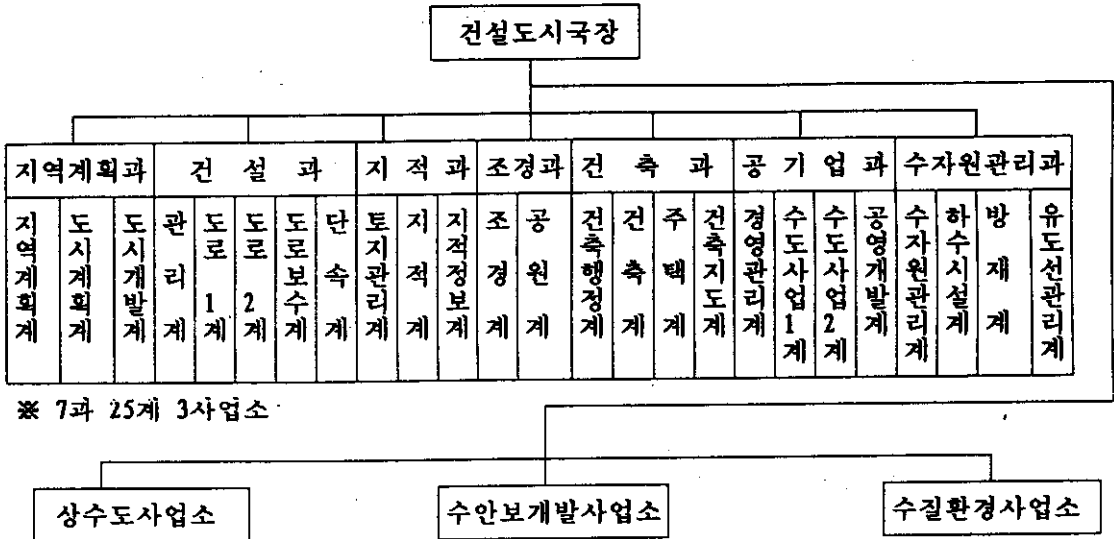 건설도시국장
지역계획과 건 설 과 지 적 과 조경과 건 축 과 공 기 업 과 수자원관리과
지역계획계
도시계획계
도시개발계
관리계
도로1계
도로2계
도로보수계
단속계
토지관리계
지적계
지적정보계
조경계
공원계
건축행정계
건축계
주택계
건축지도계
경영관리계
수도사업1계
수도사업2계
공영개발계
수자원관리계
하수시설계
방재계
유도선관리계
※ 7과 25계 3사업소
상수도사업소 수안보개발사업소 수질환경사업소